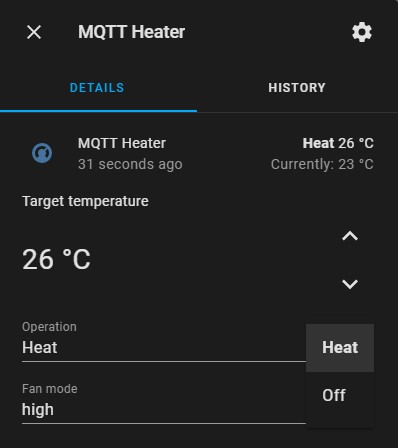 MQTT Heater
DETAILS
HISTORY
MQTT Heater
Heat 26 °C
31 seconds ago
Currently: 23 °C
Target temperature
26 °C
Operation
Heat
Heat
Off
Fan mode
high